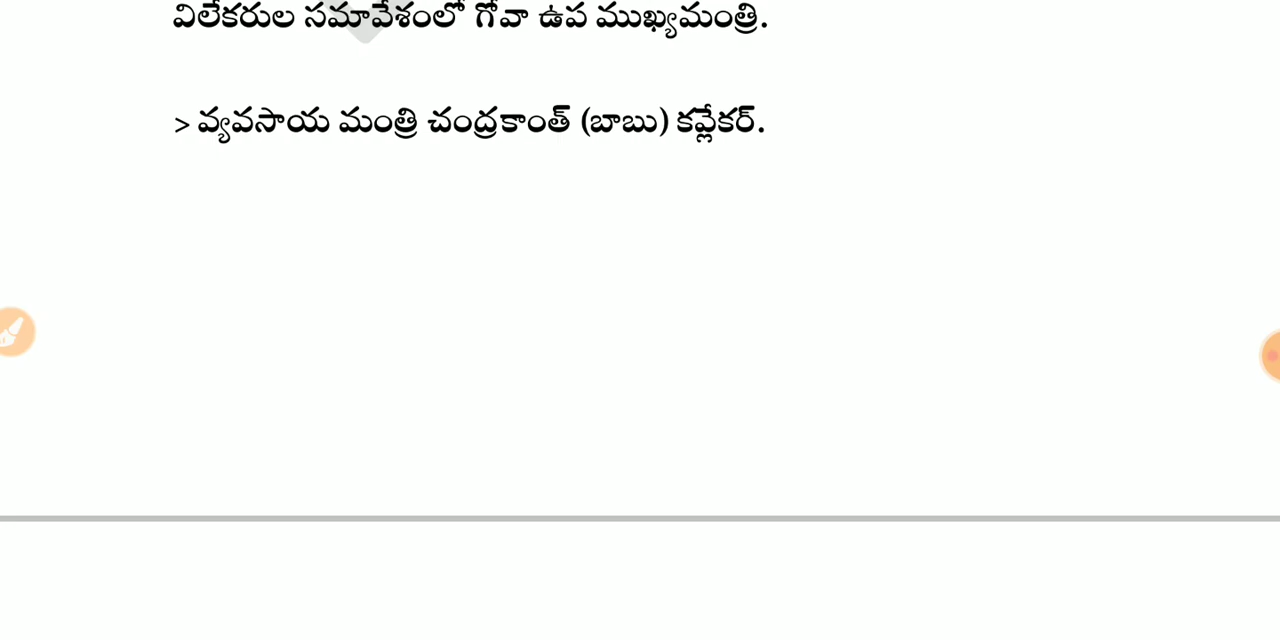 విలేకరుల సమావేశంలో గోవా ఉప ముఖ్యమంత్రి.
> వ్యవసాయ మంత్రి చంద్రకాంత్ (బాబు) కవ్లేకర్.